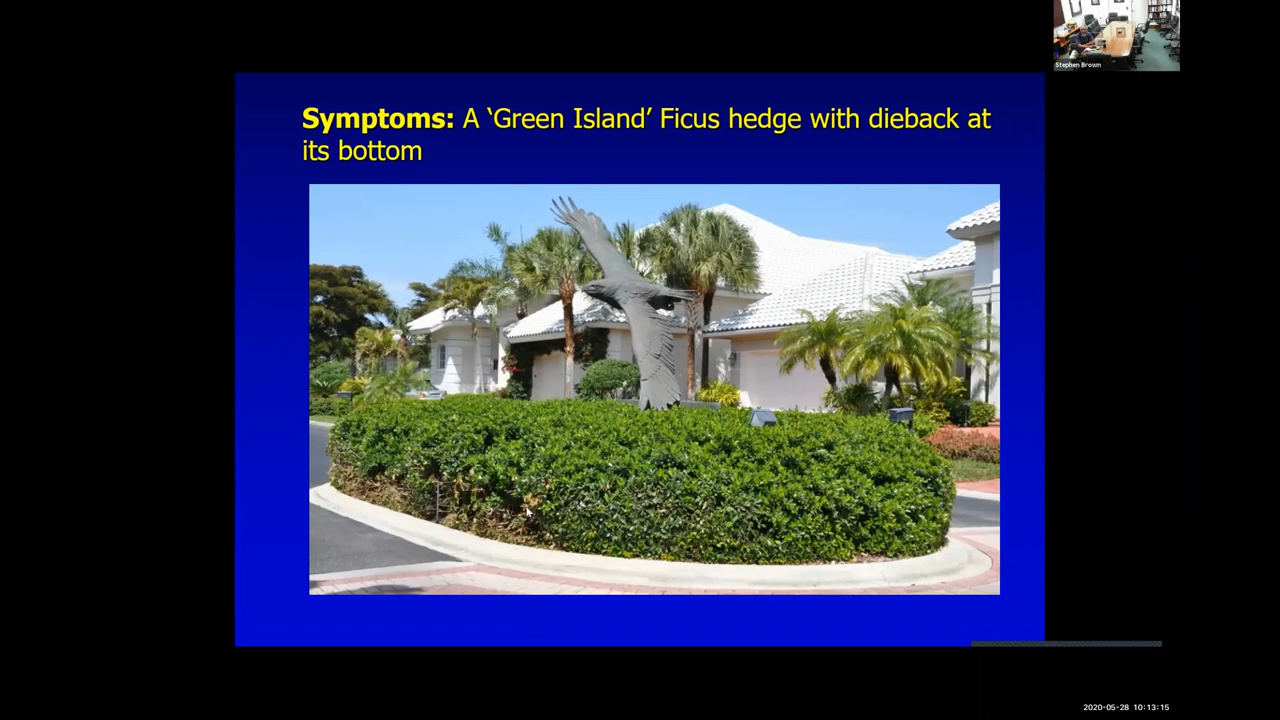 Stephen Brown
Symptoms: A ‘Green Island’ Ficus hedge with dieback at
its bottom
2020-05-28 10:13:15